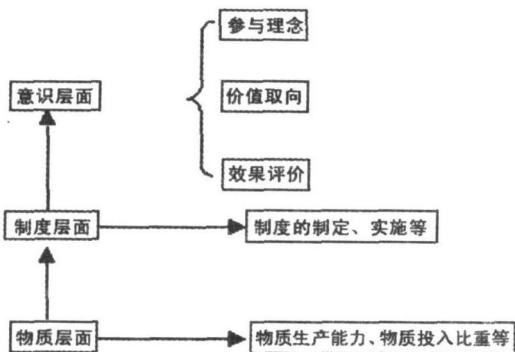 参与理念
意识层面
价值取向
效果评价
制度层面
制度的制定、实施等
物质层面
物质生产能力、物质投入比重等